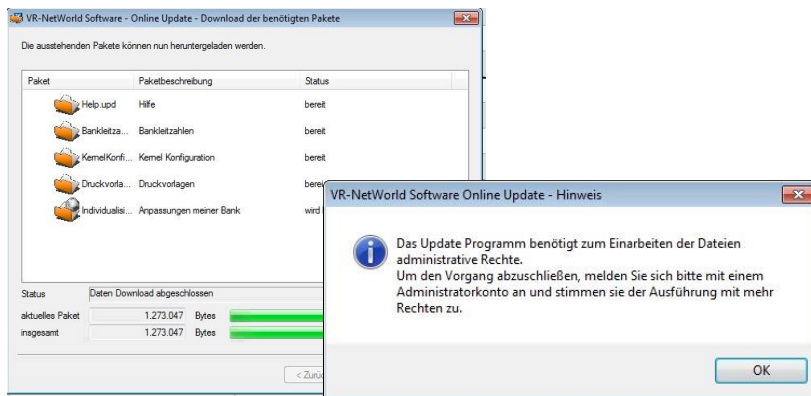 VR-NetWorld Software - Online Update - Download der benötigten Pakete
Die ausstehenden Pakete können nun heruntergeladen werden.
Paket Paketbeschreibung Status
Help.upd Hilfe bereit
Bankleitza... Bankleitzahlen bereit
KernelKonfi... Kernel Konfiguration bereit
Druckvorla... Druckvorlagen
Individualisi... Anpassungen meiner Bank wird
Status Daten Download abgeschlossen
aktuelles Paket 1.273.047 Bytes
insgesamt 1.273.047 Bytes
VR-NetWorld Software Online Update - Hinweis
Das Update Programm benötigt zum Einarbeiten der Dateien
administrative Rechte.
Um den Vorgang abzuschließen, melden Sie sich bitte mit einem
Administratorkonto an und stimmen sie der Ausführung mit mehr
Rechten zu.
OK